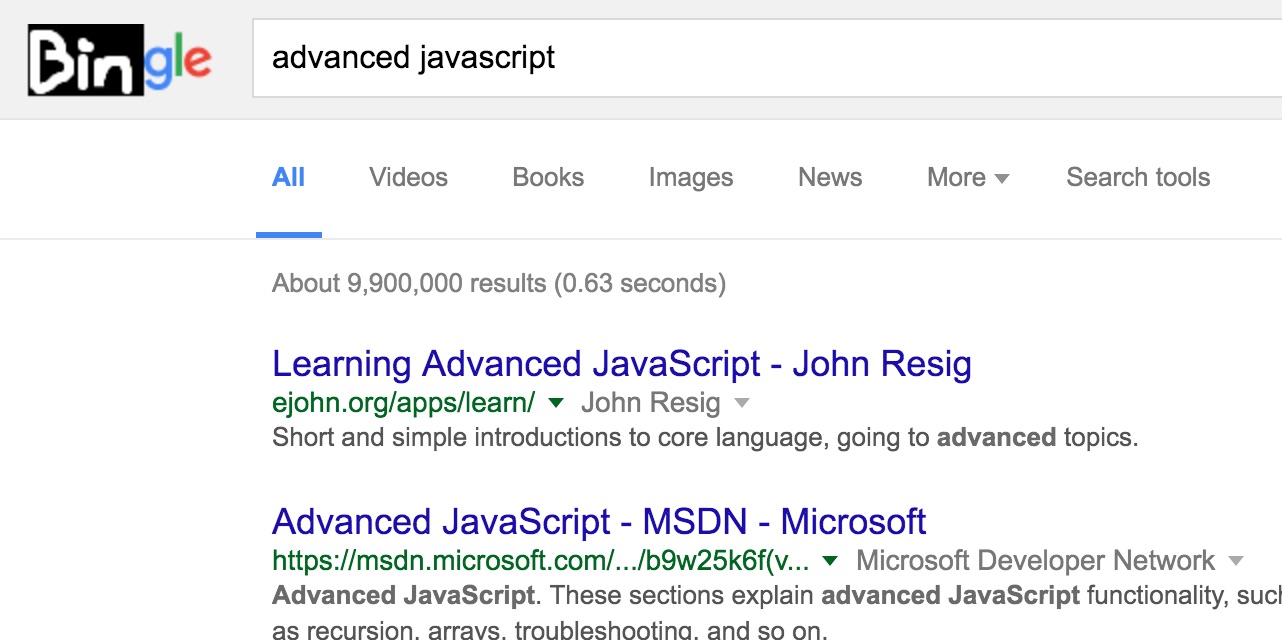 Bingle
advanced javascript
All Videos Books Images News More Search tools
About 9,900,000 results (0.63 seconds)
Learning Advanced JavaScript - John Resig
ejohn.org/apps/learn/ John Resig
Short and simple introductions to core language, going to advanced topics.
Advanced JavaScript - MSDN - Microsoft
https://msdn.microsoft.com/.../b9w25k6f(v... Microsoft Developer Network
Advanced JavaScript. These sections explain advanced JavaScript functionality, such
as recursion, arrays, troubleshooting, and so on.